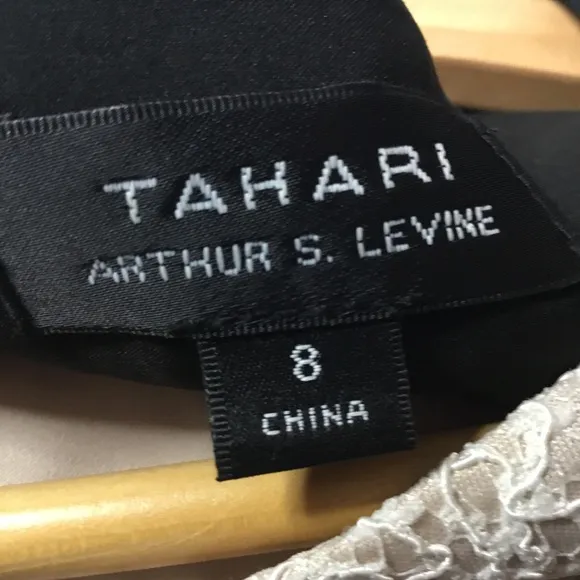 TAHARI
ARTHUR S. LEVINE
8
CHINA